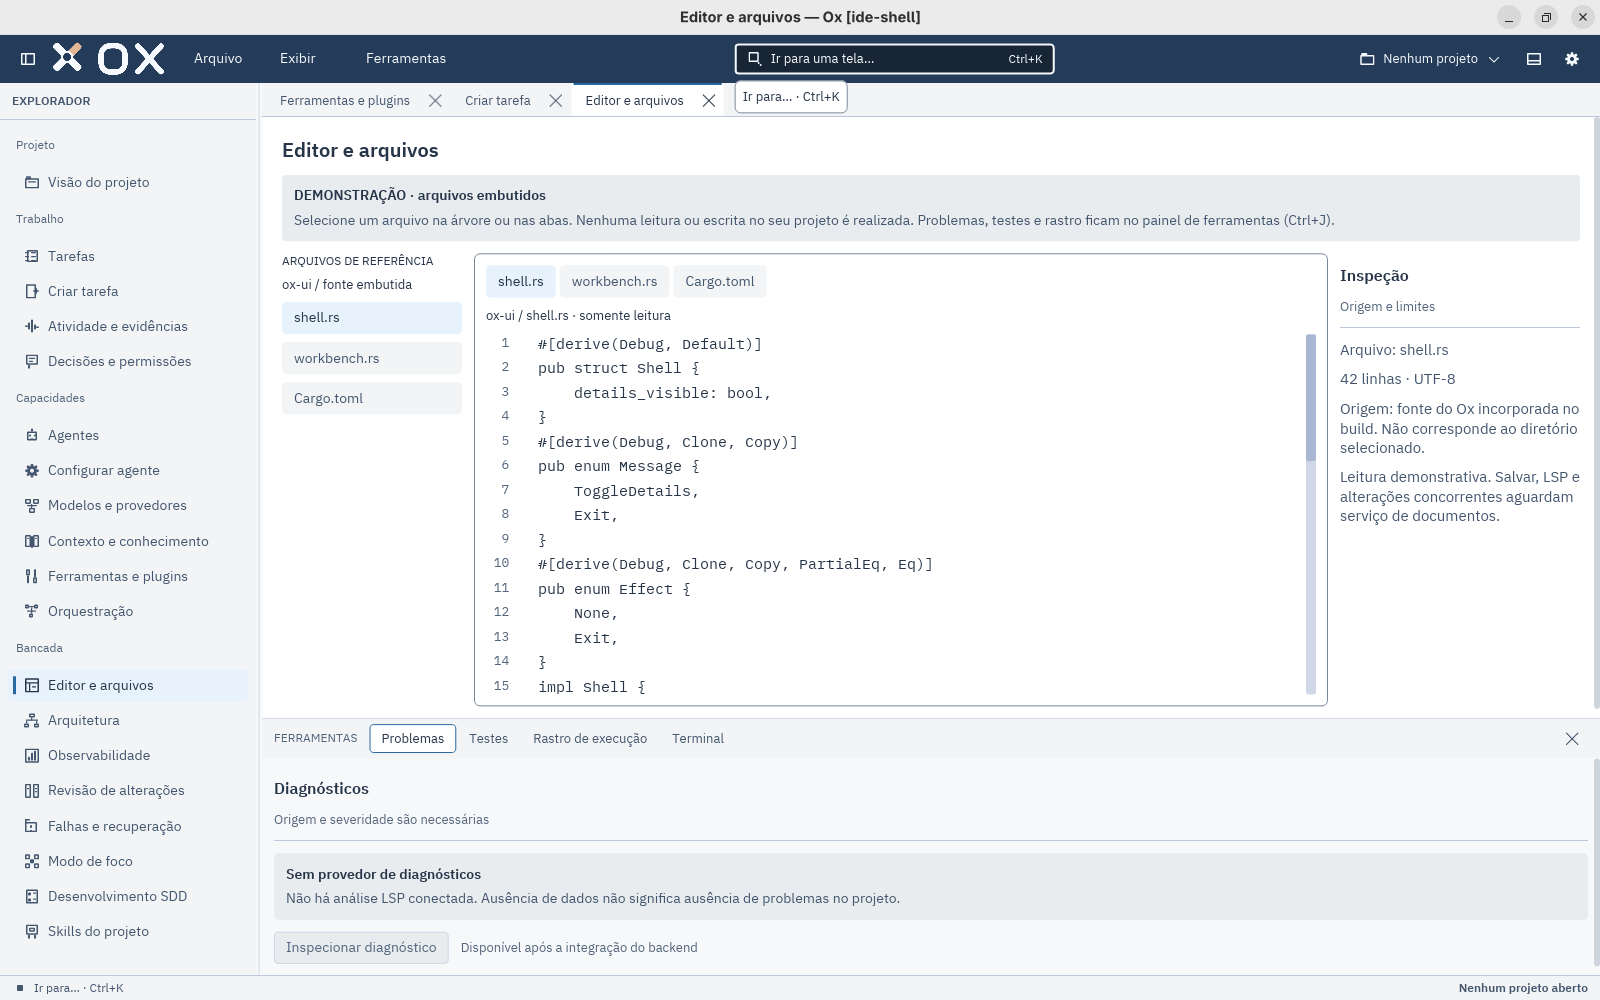 Editor e arquivos — Ox [ide-shell]
OX
Arquivo
Exibir
Ferramentas
Ir para uma tela...
Ctrl+K
Nenhum projeto
EXPLORADOR
Ferramentas e plugins
Criar tarefa
Editor e arquivos
Ir para... · Ctrl+K
Projeto
Visão do projeto
Trabalho
Tarefas
Criar tarefa
Atividade e evidências
Decisões e permissões
Capacidades
Agentes
Configurar agente
Modelos e provedores
Contexto e conhecimento
Ferramentas e plugins
Orquestração
Bancada
Editor e arquivos
Arquitetura
Observabilidade
Revisão de alterações
Falhas e recuperação
Modo de foco
Desenvolvimento SDD
Skills do projeto
Editor e arquivos
DEMONSTRAÇÃO · arquivos embutidos
Selecione um arquivo na árvore ou nas abas. Nenhuma leitura ou escrita no seu projeto é realizada. Problemas, testes e rastro ficam no painel de ferramentas (Ctrl+J).
ARQUIVOS DE REFERÊNCIA
ox-ui / fonte embutida
shell.rs
workbench.rs
Cargo.toml
shell.rs
workbench.rs
Cargo.toml
ox-ui / shell.rs · somente leitura
1 #[derive(Debug, Default)]
2 pub struct Shell {
3     details_visible: bool,
4 }
5 #[derive(Debug, Clone, Copy)]
6 pub enum Message {
7     ToggleDetails,
8     Exit,
9 }
10 #[derive(Debug, Clone, Copy, PartialEq, Eq)]
11 pub enum Effect {
12     None,
13     Exit,
14 }
15 impl Shell {
Inspeção
Origem e limites
Arquivo: shell.rs
42 linhas · UTF-8
Origem: fonte do Ox incorporada no
build. Não corresponde ao diretório
selecionado.
Leitura demonstrativa. Salvar, LSP e
alterações concorrentes aguardam
serviço de documentos.
FERRAMENTAS
Problemas
Testes
Rastro de execução
Terminal
Diagnósticos
Origem e severidade são necessárias
Sem provedor de diagnósticos
Não há análise LSP conectada. Ausência de dados não significa ausência de problemas no projeto.
Inspecionar diagnóstico
Disponível após a integração do backend
Ir para... · Ctrl+K
Nenhum projeto aberto